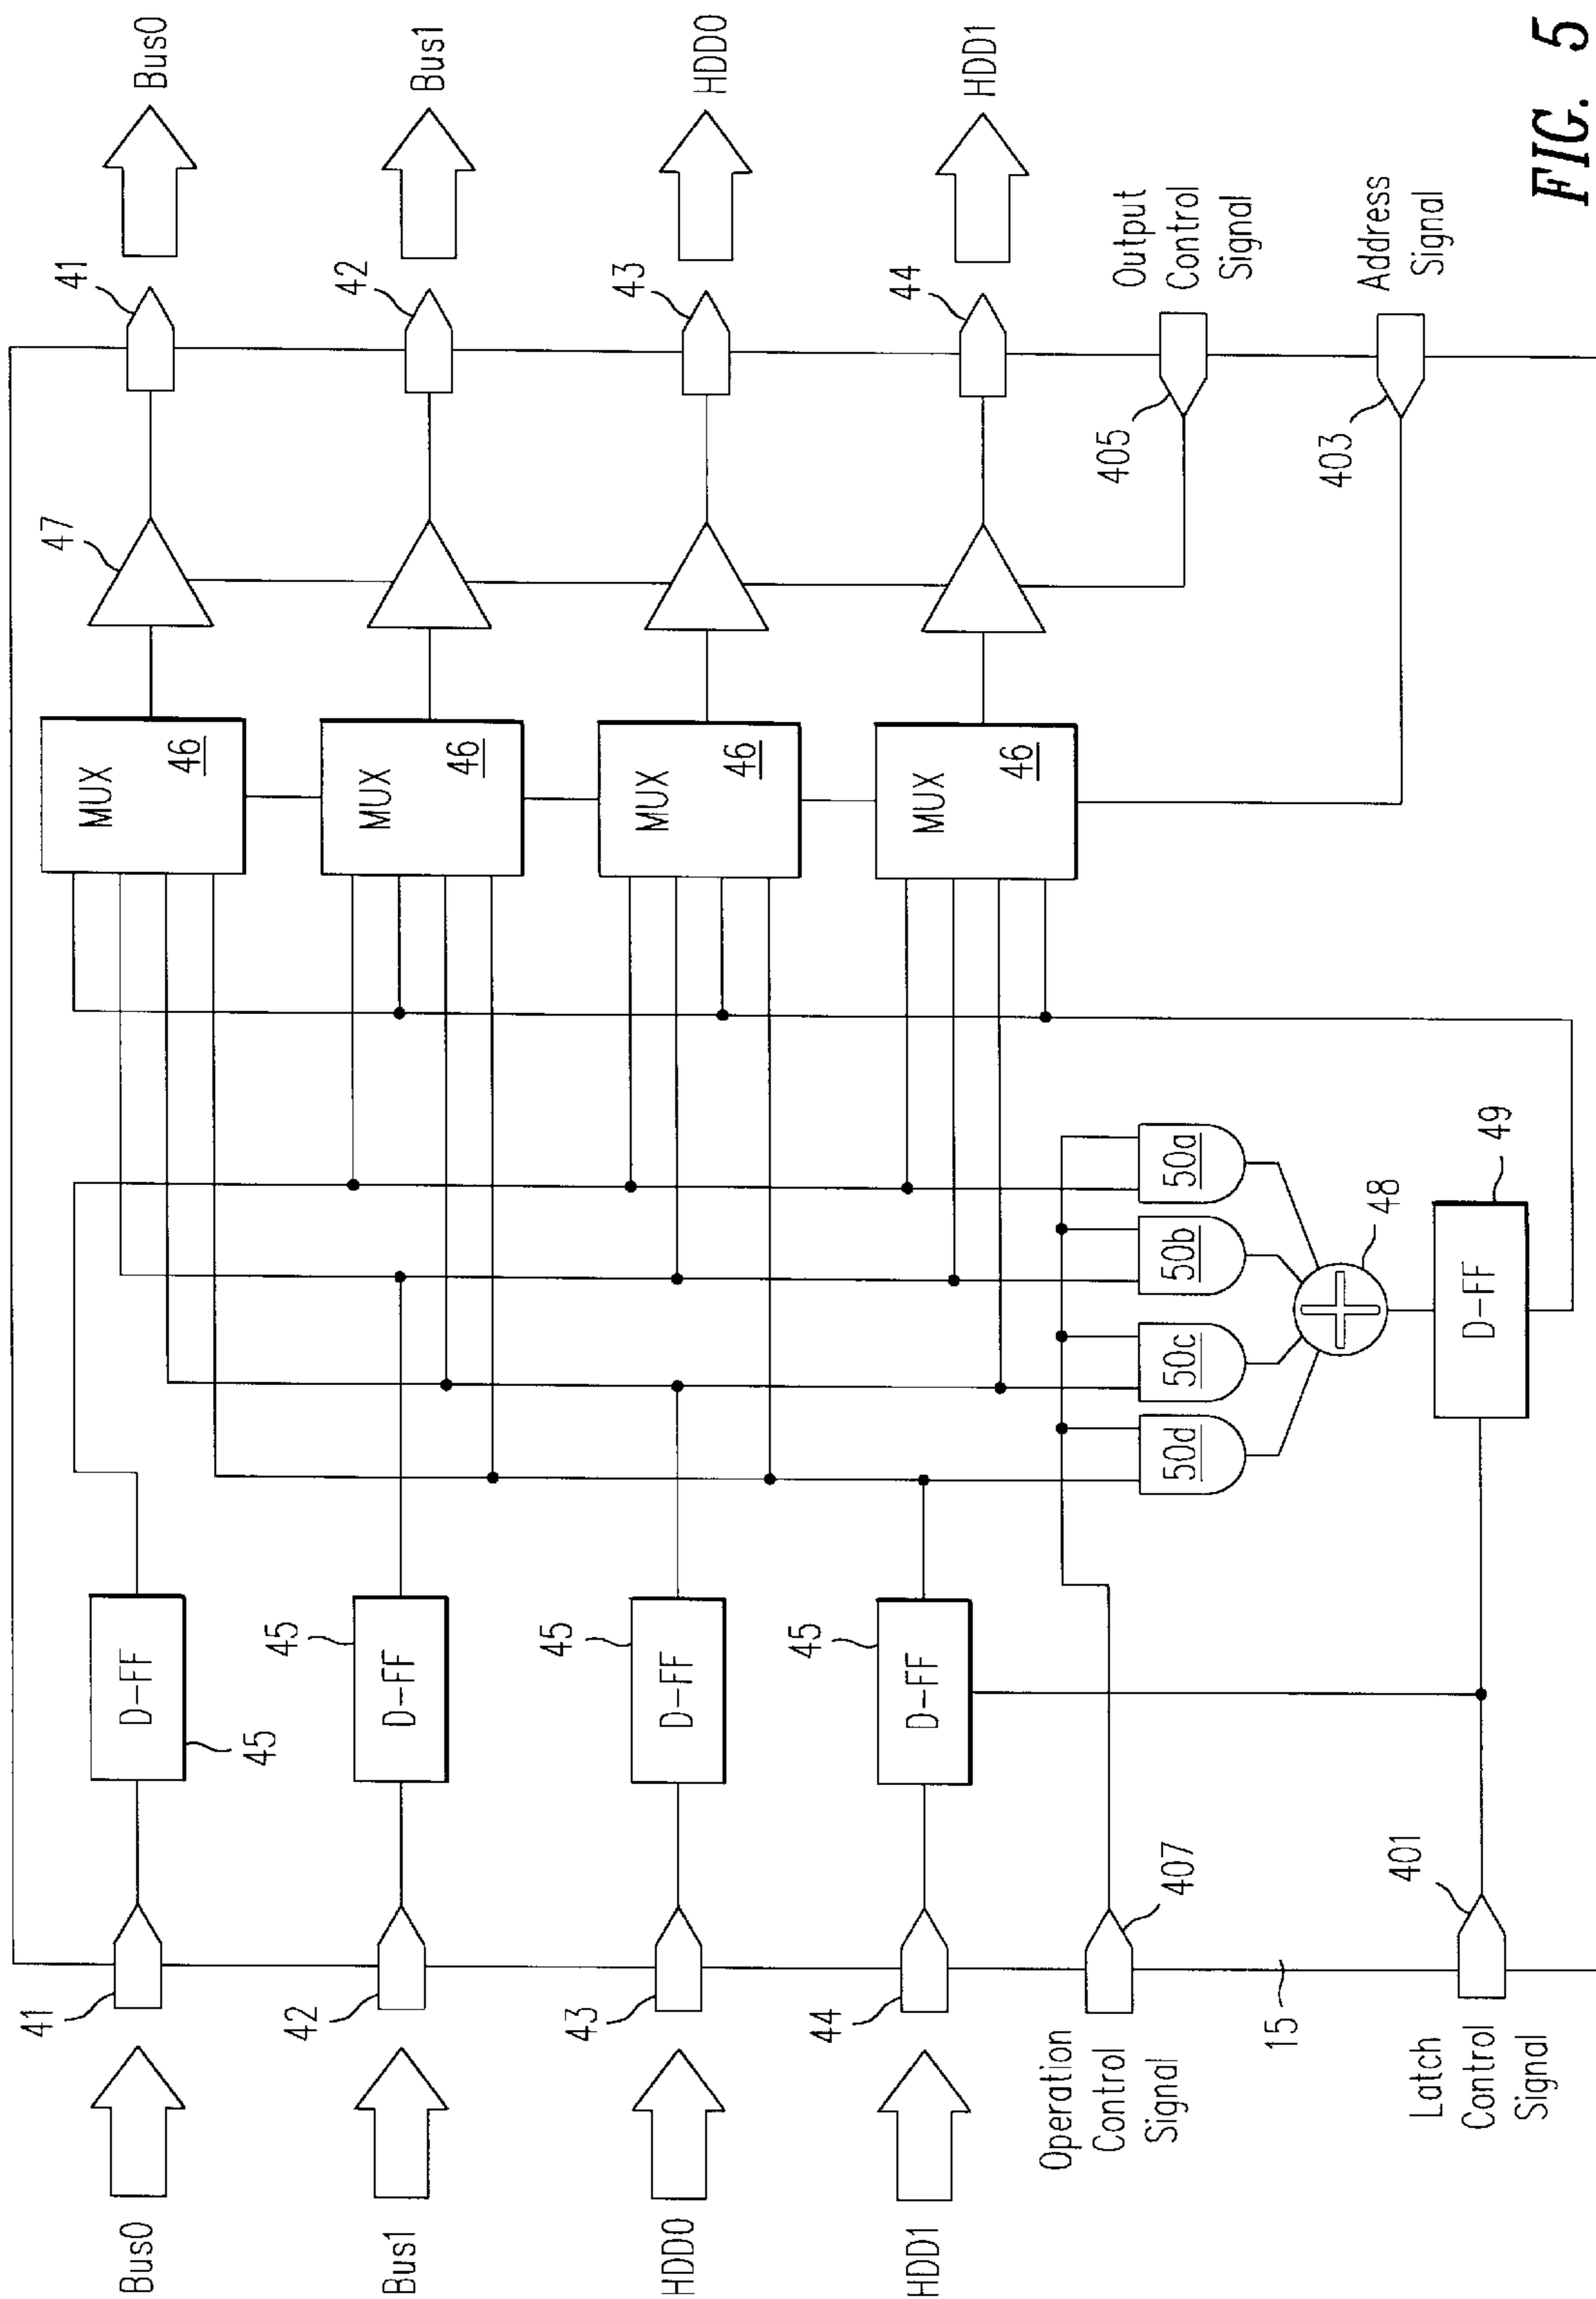 Bus0
41
D-FF
45
MUX
46
47
41
Bus0
Bus1
42
D-FF
45
MUX
46
42
Bus1
HDD0
43
D-FF
45
MUX
46
43
HDD0
HDD1
44
D-FF
45
MUX
46
44
HDD1
Operation
Control
Signal
407
50d
50c
50b
50a
405
Output
Control
Signal
15
48
Latch
Control
Signal
401
D-FF
49
403
Address
Signal
FIG. 5